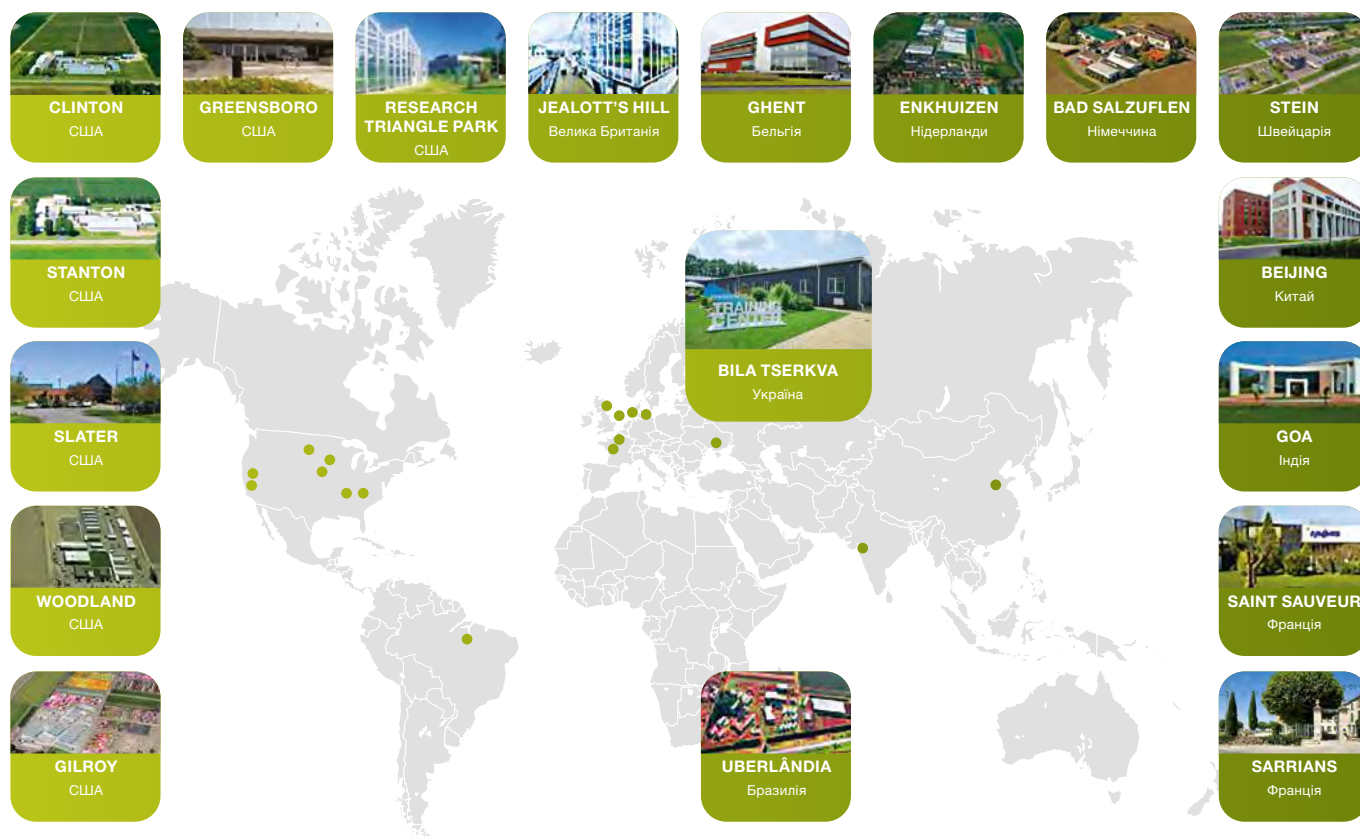 CLINTON
США
GREENSBORO
США
RESEARCH
TRIANGLE PARK
США
JEALOTT'S HILL
Велика Британія
GHENT
Бельгія
ENKHUIZEN
Нідерланди
BAD SALZUFLEN
Німеччина
STEIN
Швейцарія
STANTON
США
TRAINING
CENTER
BILA TSERKVA
Україна
BEIJING
Китай
SLATER
США
GOA
Індія
WOODLAND
США
SAINT SAUVEUR
Франція
GILROY
США
UBERLÂNDIA
Бразилія
SARRIANS
Франція